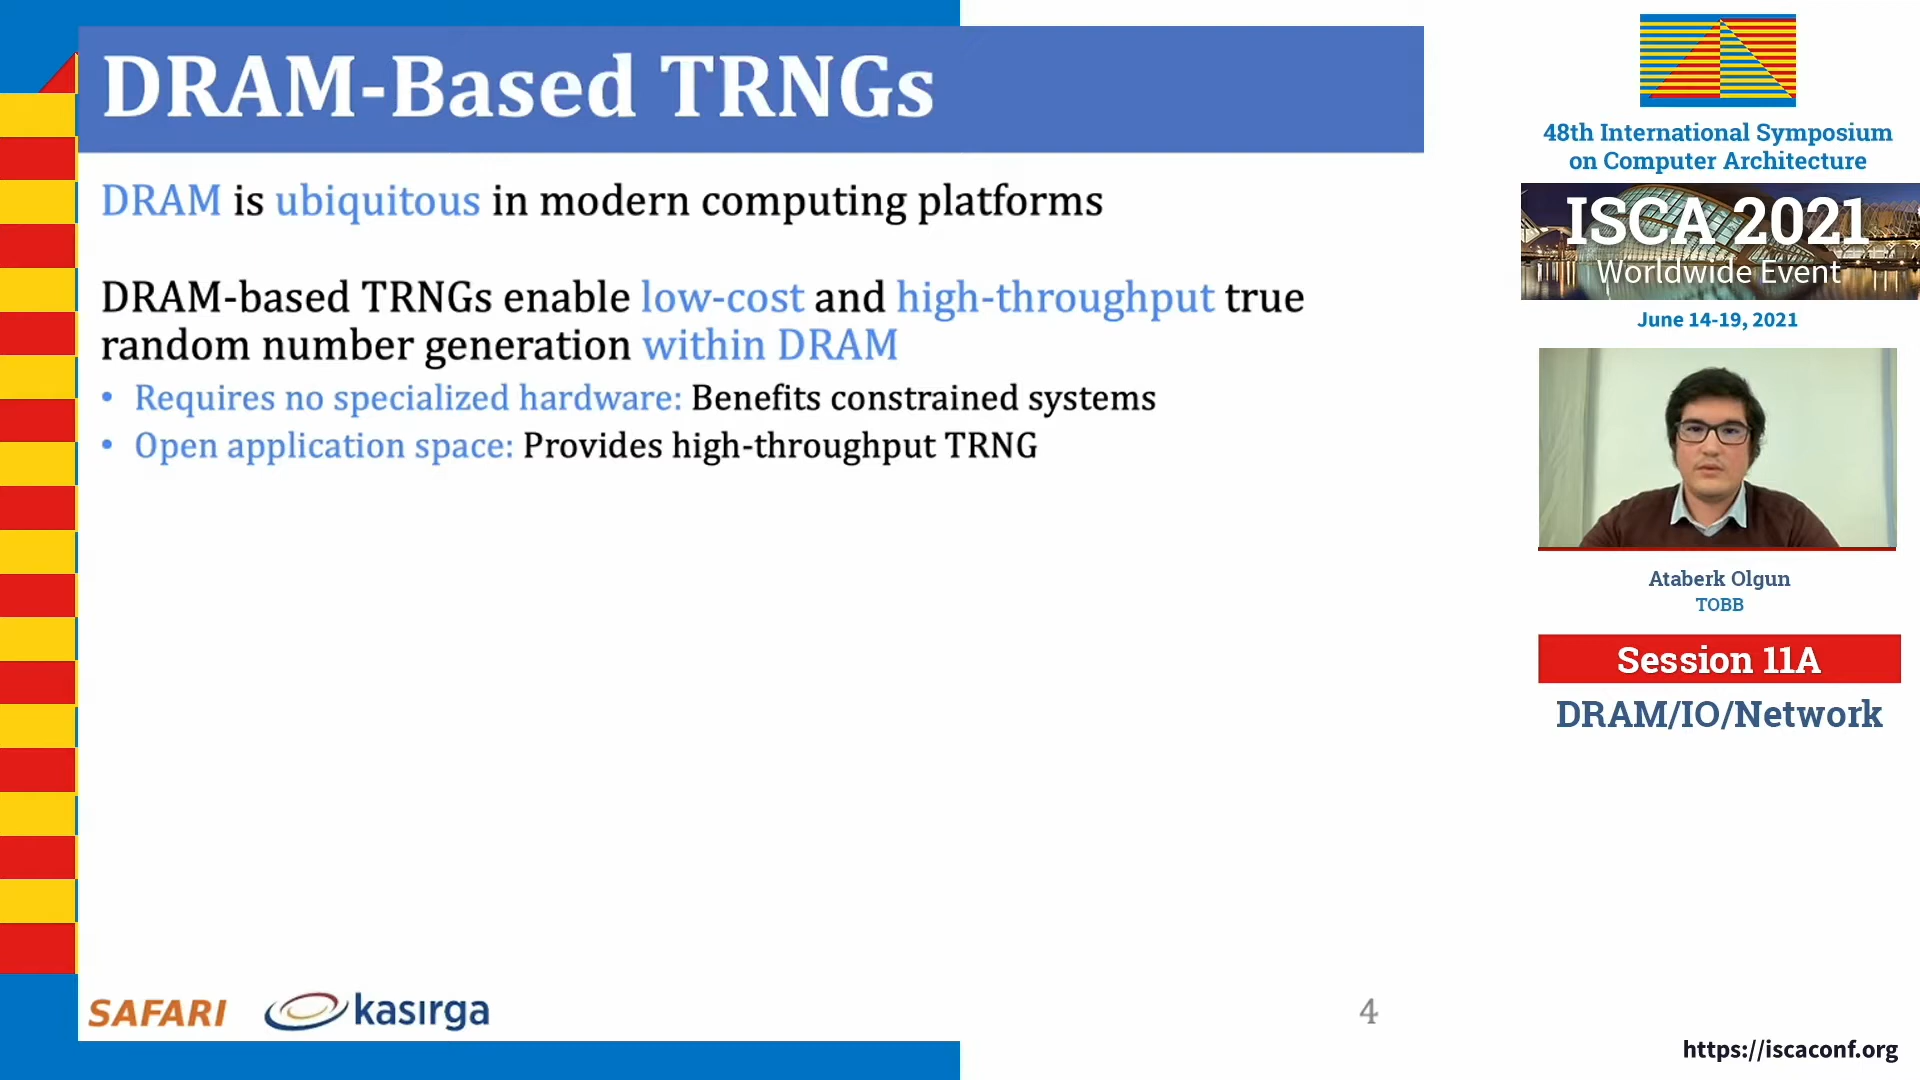 DRAM-Based TRNGs
DRAM is ubiquitous in modern computing platforms
DRAM-based TRNGs enable low-cost and high-throughput true
random number generation within DRAM
• Requires no specialized hardware: Benefits constrained systems
• Open application space: Provides high-throughput TRNG
SAFARI
kasırga
4
48th International Symposium
on Computer Architecture
ISCA 2021
Worldwide Event
June 14-19, 2021
Ataberk Olgun
TOBB
Session 11A
DRAM/IO/Network
https://iscaconf.org